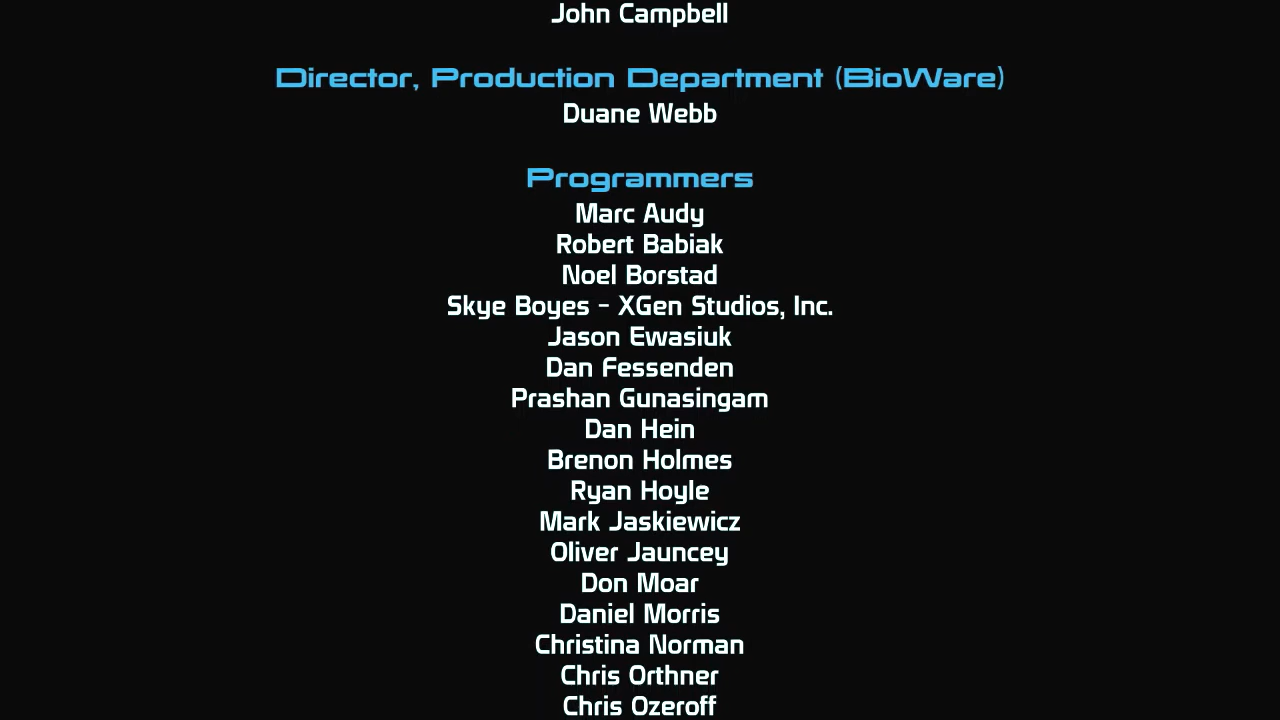 John Campbell
Director, Production Department (BioWare)
Duane Webb
Programmers
Marc Audy
Robert Babiak
Noel Borstad
Skye Boyes - XGen Studios, Inc.
Jason Ewasiuk
Dan Fessenden
Prashan Gunasingam
Dan Hein
Brenon Holmes
Ryan Hoyle
Mark Jaskiewicz
Oliver Jauncey
Don Moar
Daniel Morris
Christina Norman
Chris Orthner
Chris Ozeroff